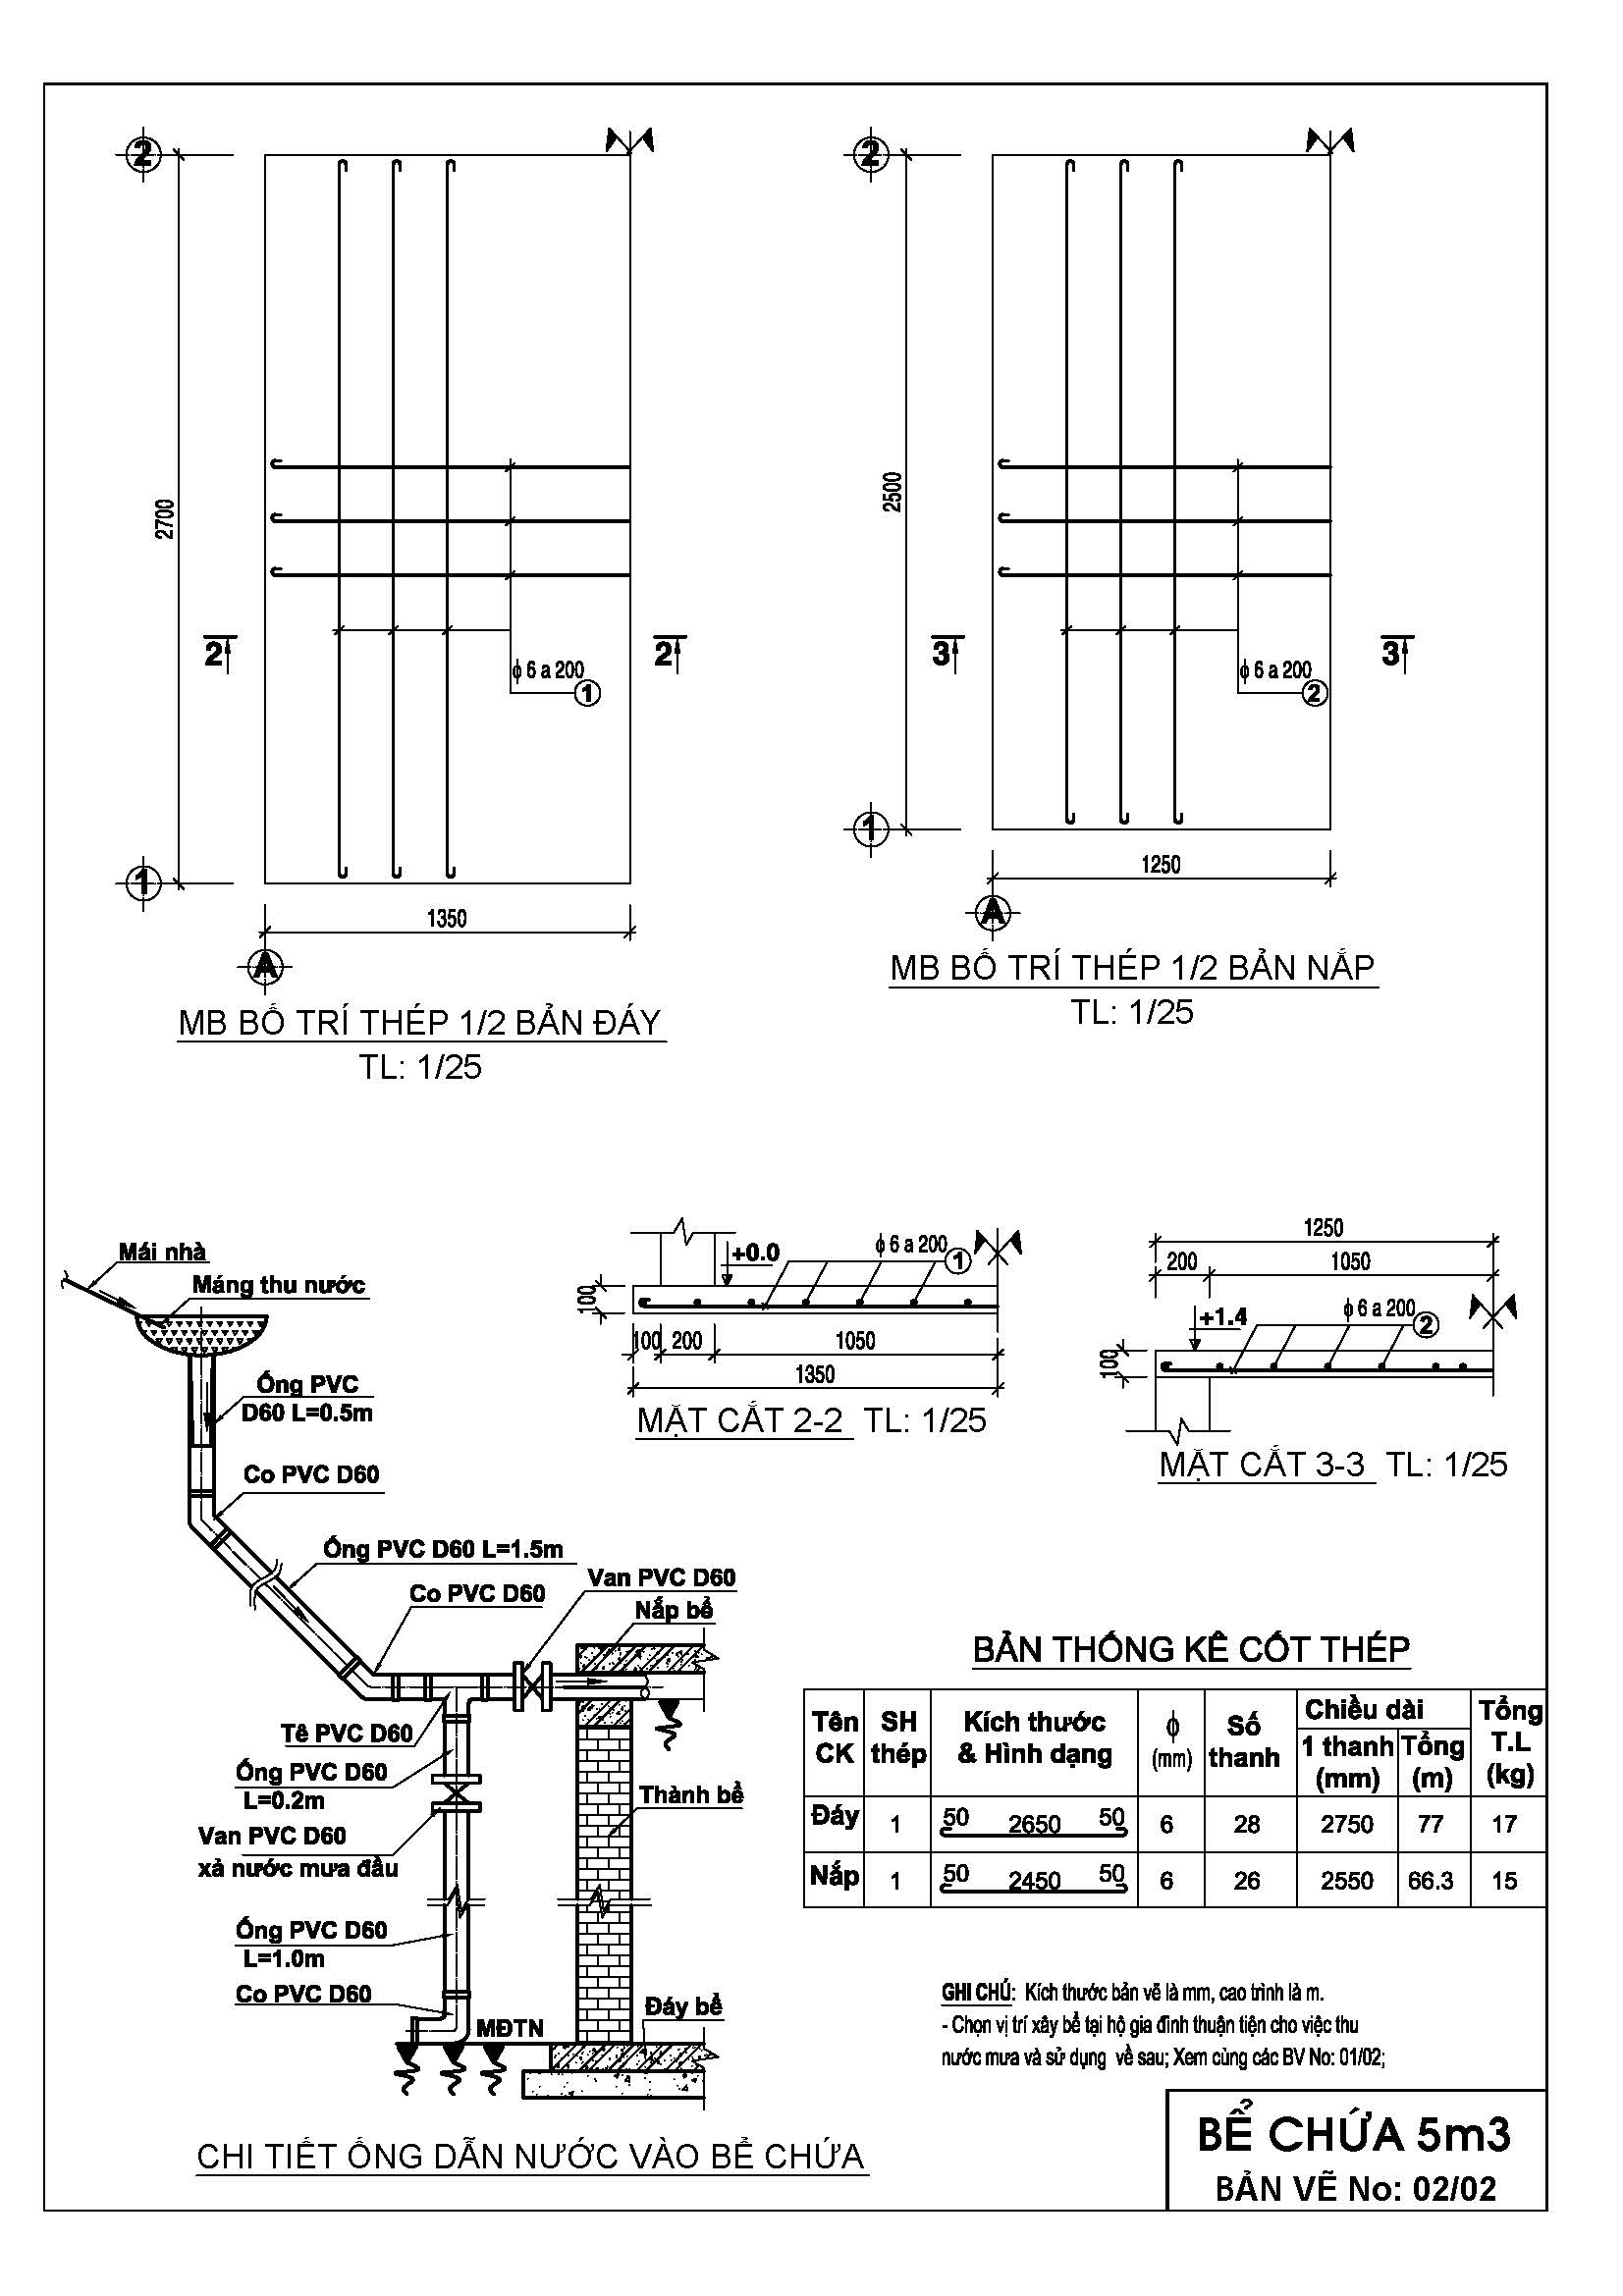 2
2700
2
2
ϕ 6 a 200
1
1
1350
A
MB BỐ TRÍ THÉP 1/2 BẢN ĐÁY
TL: 1/25
2
2500
3
3
ϕ 6 a 200
2
1
1250
A
MB BỐ TRÍ THÉP 1/2 BẢN NẮP
TL: 1/25
+0.0
ϕ 6 a 200
1
100
100
200
1050
1350
MẶT CẮT 2-2 TL: 1/25
1250
200
1050
+1.4
ϕ 6 a 200
2
100
MẶT CẮT 3-3 TL: 1/25
Mái nhà
Máng thu nước
Ống PVC
D60 L=0.5m
Co PVC D60
Ống PVC D60 L=1.5m
Co PVC D60
Van PVC D60
Nắp bể
Tê PVC D60
Ống PVC D60
L=0.2m
Van PVC D60
xả nước mưa đầu
Thành bể
Ống PVC D60
L=1.0m
Co PVC D60
MĐTN
Đáy bể
CHI TIẾT ỐNG DẪN NƯỚC VÀO BỂ CHỨA
BẢN THỐNG KÊ CỐT THÉP
Tên CK
SH thép
Kích thước & Hình dạng
ϕ (mm)
Số thanh
Chiều dài
1 thanh (mm)
Tổng (m)
Tổng T.L (kg)
Đáy 1 50 2650 50 6 28 2750 77 17
Nắp 1 50 2450 50 6 26 2550 66.3 15
GHI CHÚ: Kích thước bản vẽ là mm, cao trình là m.
- Chọn vị trí xây bể tại hộ gia đình thuận tiện cho việc thu
nước mưa và sử dụng về sau; Xem cùng các BV No: 01/02;
BỂ CHỨA 5m3
BẢN VẼ No: 02/02